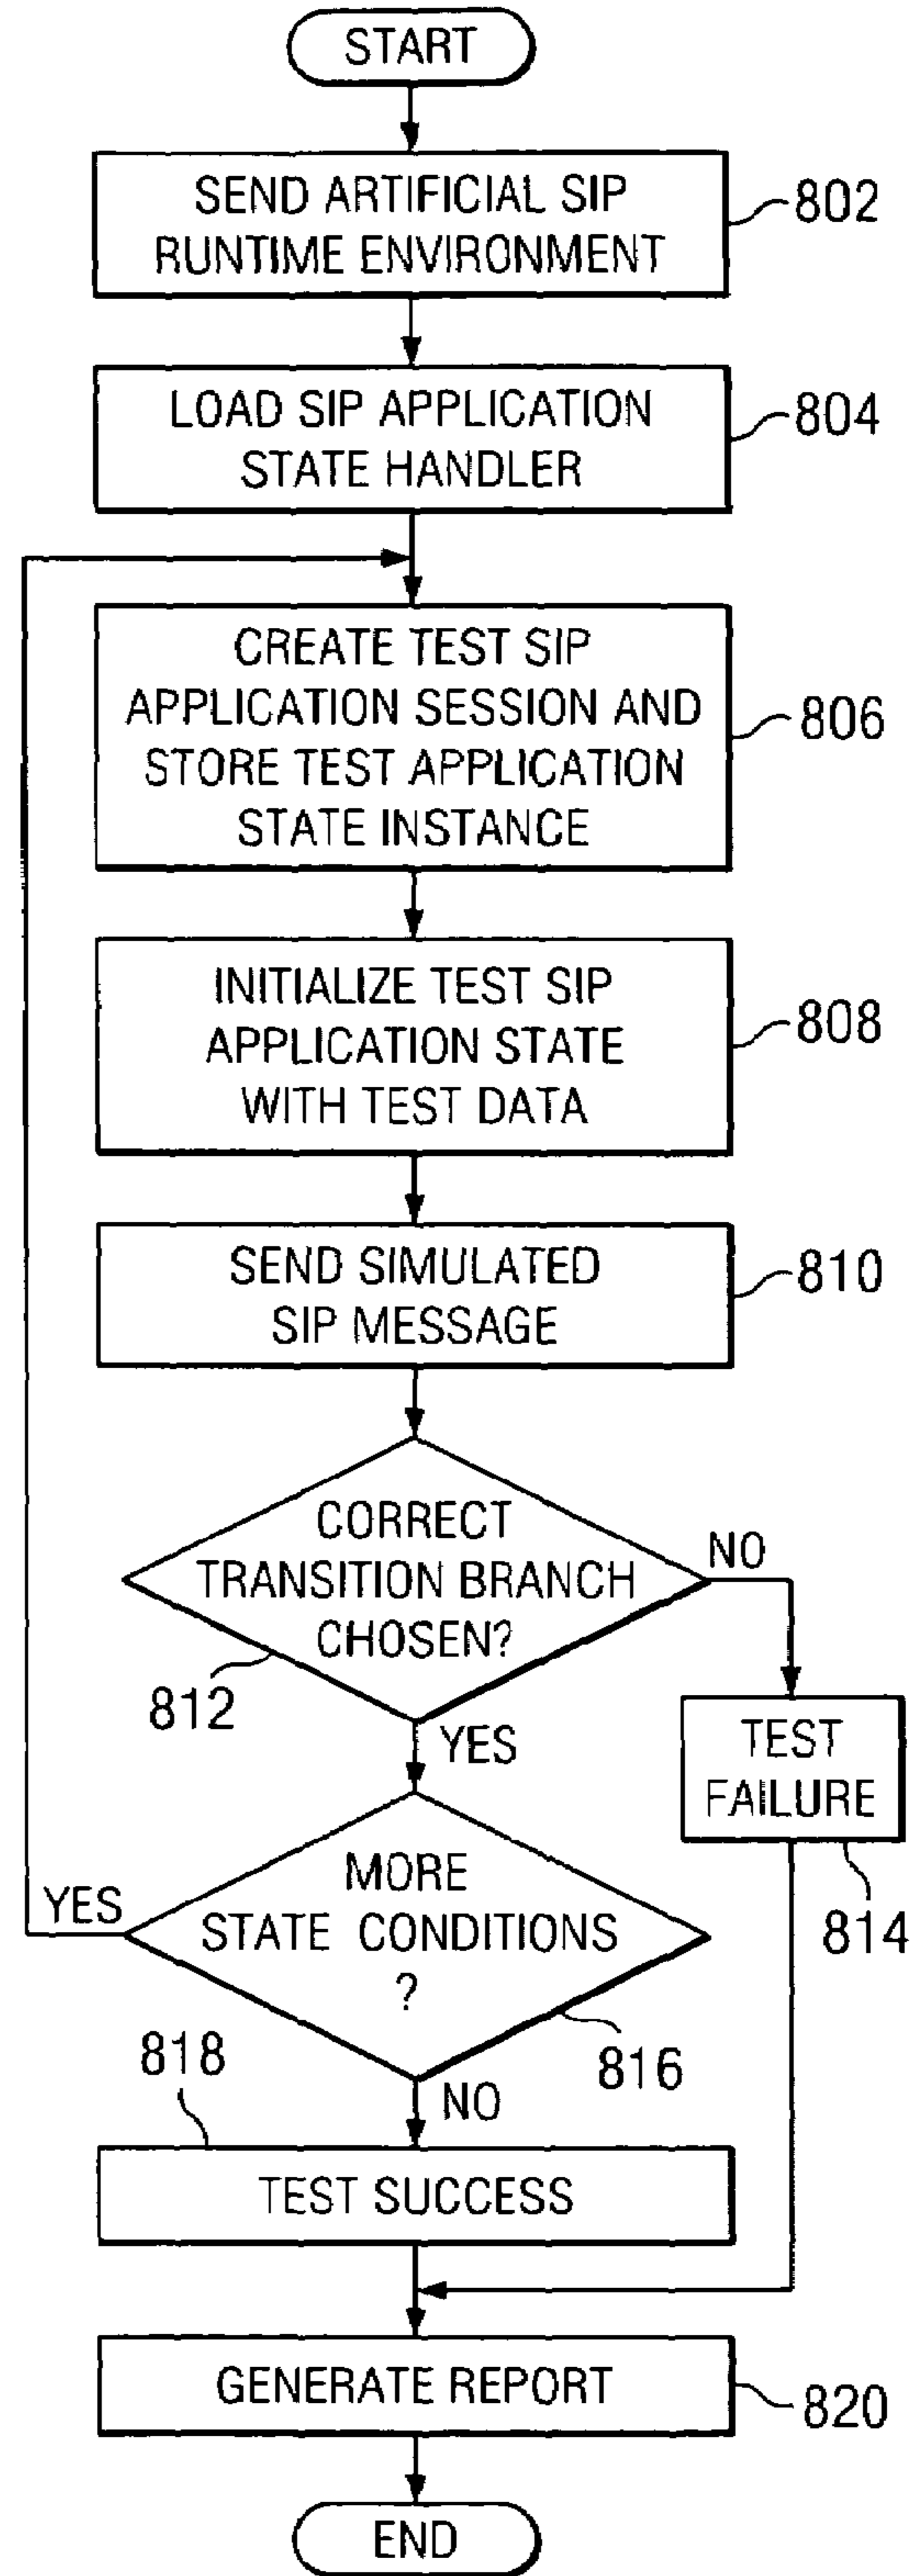 START
SEND ARTIFICIAL SIP
RUNTIME ENVIRONMENT
802
LOAD SIP APPLICATION
STATE HANDLER
804
CREATE TEST SIP
APPLICATION SESSION AND
STORE TEST APPLICATION
STATE INSTANCE
806
INITIALIZE TEST SIP
APPLICATION STATE
WITH TEST DATA
808
SEND SIMULATED
SIP MESSAGE
810
CORRECT
TRANSITION BRANCH
CHOSEN?
812
NO
TEST
FAILURE
814
YES
MORE
STATE CONDITIONS
?
816
YES
NO
818
TEST SUCCESS
GENERATE REPORT
820
END